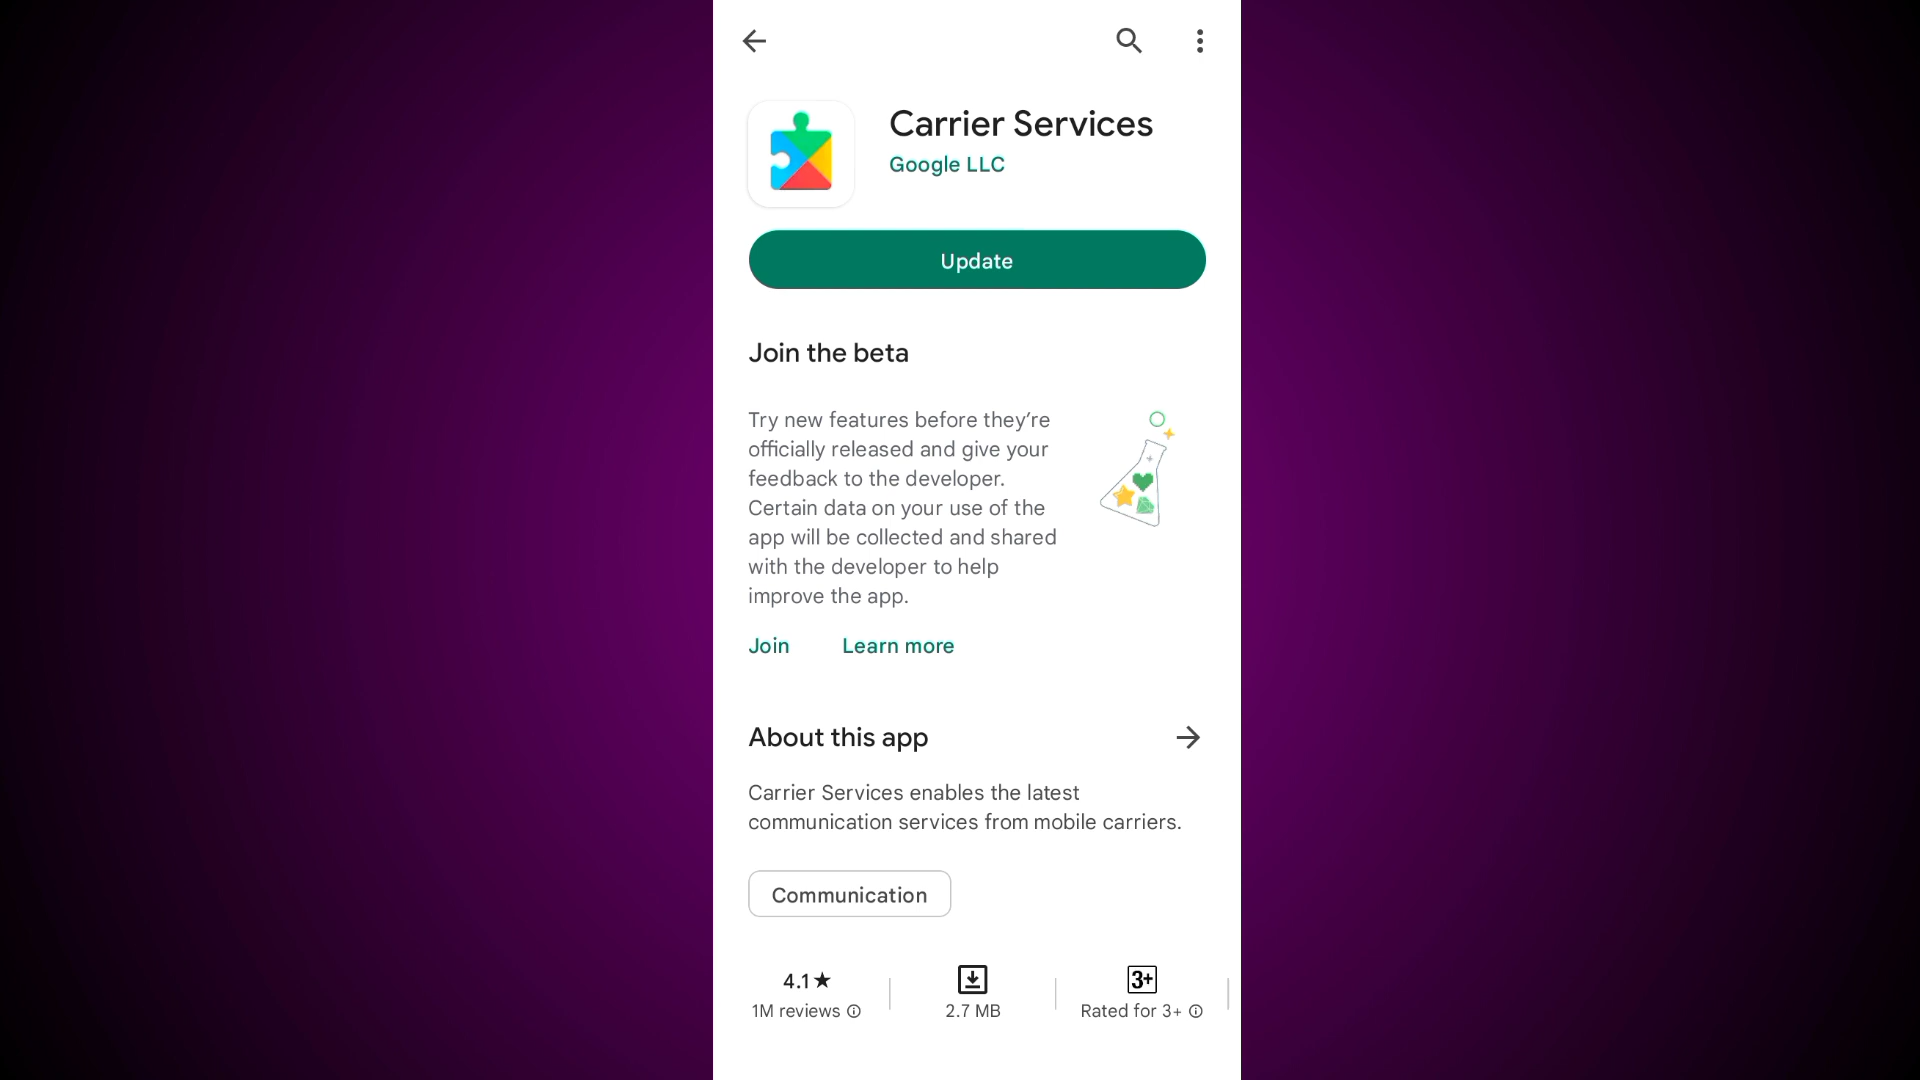 Carrier Services
Google LLC
Update
Join the beta
Try new features before they’re
officially released and give your
feedback to the developer.
Certain data on your use of the
app will be collected and shared
with the developer to help
improve the app.
Join Learn more
About this app
Carrier Services enables the latest
communication services from mobile carriers.
Communication
4.1★ 3+
1M reviews 2.7 MB Rated for 3+